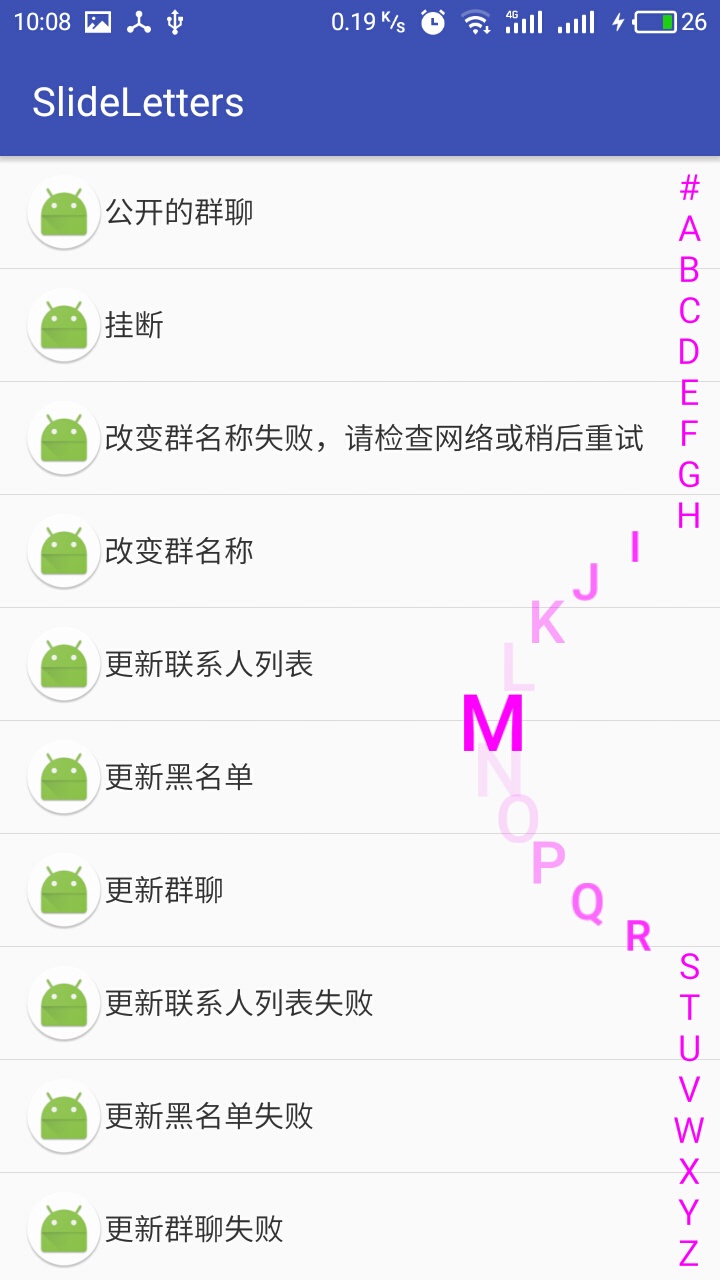 10:08 0.19 K/s 4G 26
SlideLetters
公开的群聊
挂断
改变群名称失败，请检查网络或稍后重试
改变群名称
更新联系人列表
更新黑名单
更新群聊
更新联系人列表失败
更新黑名单失败
更新群聊失败
#
A
B
C
D
E
F
G
H
I
J
K
L
M
N
O
P
Q
R
S
T
U
V
W
X
Y
Z